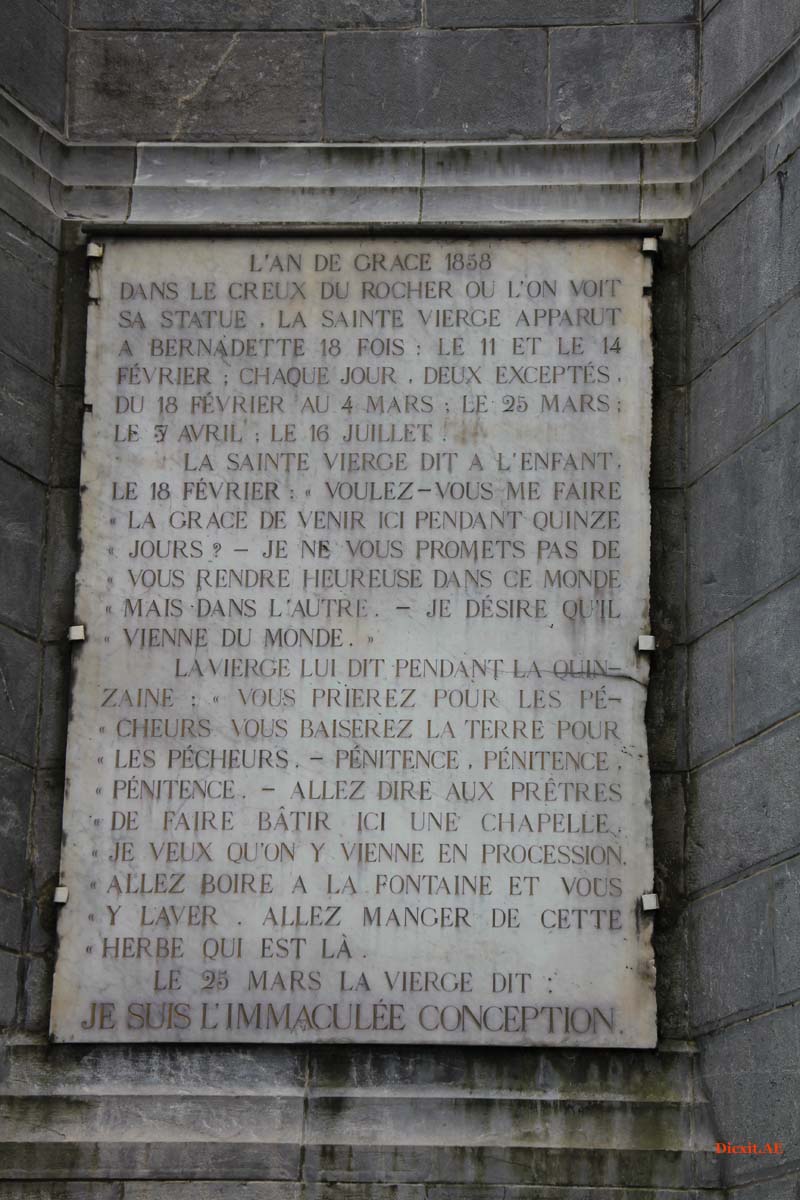 L'AN DE GRACE 1858
DANS LE CREUX DU ROCHER OU L'ON VOIT
SA STATUE , LA SAINTE VIERGE APPARUT
A BERNADETTE 18 FOIS : LE 11 ET LE 14
FÉVRIER ; CHAQUE JOUR , DEUX EXCEPTÉS ,
DU 18 FÉVRIER AU 4 MARS ; LE 25 MARS ;
LE 7 AVRIL ; LE 16 JUILLET .
LA SAINTE VIERGE DIT A L'ENFANT ,
LE 18 FÉVRIER : « VOULEZ-VOUS ME FAIRE
« LA GRACE DE VENIR ICI PENDANT QUINZE
« JOURS ? – JE NE VOUS PROMETS PAS DE
« VOUS RENDRE HEUREUSE DANS CE MONDE
« MAIS DANS L'AUTRE . – JE DÉSIRE QU'IL
« VIENNE DU MONDE . »
LA VIERGE LUI DIT PENDANT LA QUIN-
ZAINE : « VOUS PRIEREZ POUR LES PÉ-
« CHEURS VOUS BAISEREZ LA TERRE POUR
« LES PÉCHEURS . – PÉNITENCE , PÉNITENCE ,
« PÉNITENCE . – ALLEZ DIRE AUX PRÊTRES
« DE FAIRE BÂTIR ICI UNE CHAPELLE .
« JE VEUX QU'ON Y VIENNE EN PROCESSION .
« ALLEZ BOIRE A LA FONTAINE ET VOUS
« Y LAVER . ALLEZ MANGER DE CETTE
« HERBE QUI EST LÀ .
LE 25 MARS LA VIERGE DIT :
JE SUIS L'IMMACULÉE CONCEPTION .
Dicxit.AE